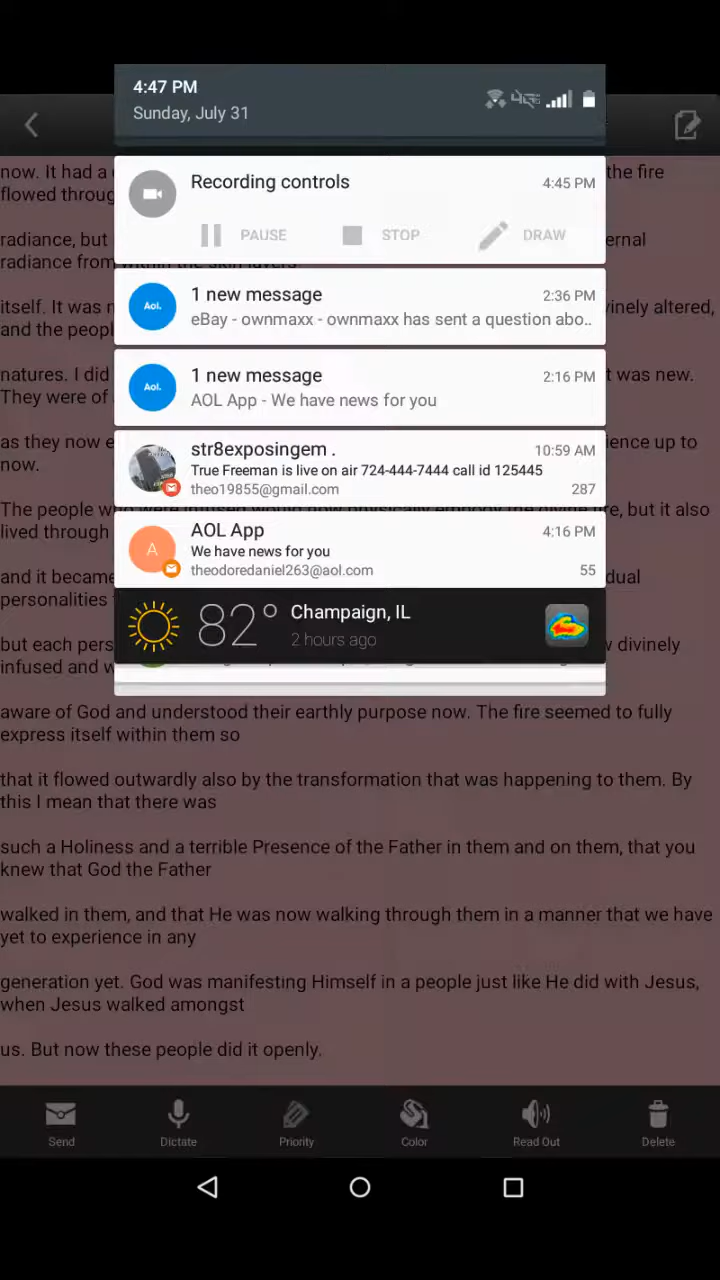 4:47 PM
Sunday, July 31
now. It had a
the fire
flowed throug
Recording controls
4:45 PM
PAUSE
STOP
DRAW
radiance, but
ernal
radiance from within the skin layers
Aol.
1 new message
2:36 PM
eBay - ownmaxx - ownmaxx has sent a question abo..
itself. It was n
vinely altered,
and the peopl
Aol.
1 new message
2:16 PM
AOL App - We have news for you
natures. I did
t was new.
They were of
str8exposingem .
10:59 AM
True Freeman is live on air 724-444-7444 call id 125445
theo19855@gmail.com
287
as they now e
ience up to
now.
The people who were infused would now physically embody the divine fire, but it also
lived through
A
AOL App
4:16 PM
We have news for you
theodoredaniel263@aol.com
55
and it became
dual
personalities
82°
Champaign, IL
2 hours ago
but each pers
v divinely
infused and w
aware of God and understood their earthly purpose now. The fire seemed to fully
express itself within them so
that it flowed outwardly also by the transformation that was happening to them. By
this I mean that there was
such a Holiness and a terrible Presence of the Father in them and on them, that you
knew that God the Father
walked in them, and that He was now walking through them in a manner that we have
yet to experience in any
generation yet. God was manifesting Himself in a people just like He did with Jesus,
when Jesus walked amongst
us. But now these people did it openly.
Send
Dictate
Priority
Color
Read Out
Delete